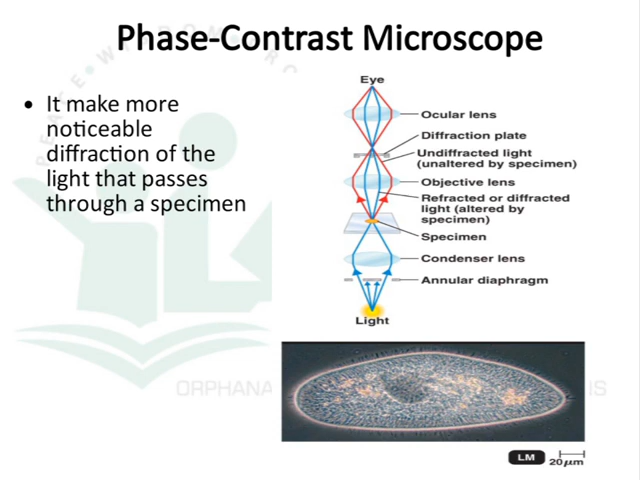 Phase-Contrast Microscope
• It make more
noticeable
diffraction of the
light that passes
through a specimen
Eye
Ocular lens
Diffraction plate
Undiffracted light
(unaltered by specimen)
Objective lens
Refracted or diffracted
light (altered by
specimen)
Specimen
Condenser lens
Annular diaphragm
Light
ORPHANA
LM
20 μm